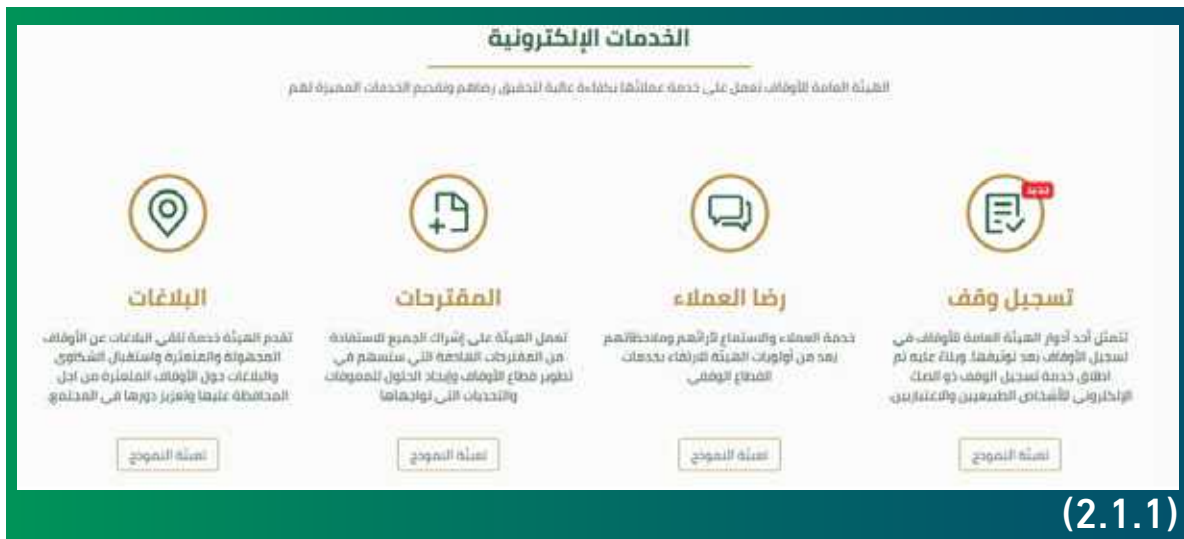 الخدمات الإلكترونية
الهيئة العامة للأوقاف تعمل على خدمة عملائها بكفاءة عالية لتحقيق رضاهم وتقديم الخدمات المميزة لهم
جديد
تسجيل وقف
تتمثل أحد أدوار الهيئة العامة للأوقاف في
تسجيل الأوقاف بعد توثيقها. وبناءً عليه تم
اطلاق خدمة تسجيل الوقف ذو الصك
الإلكتروني للأشخاص الطبيعيين والاعتباريين.
تعبئة النموذج
رضا العملاء
خدمة العملاء والاستماع لآرائهم وملاحظاتهم
يعد من أولويات الهيئة للارتقاء بخدمات
القطاع الوقفي
تعبئة النموذج
المقترحات
تعمل الهيئة على إشراك الجميع للاستفادة
من المقترحات الهادفة التي ستسهم في
تطوير قطاع الأوقاف وإيجاد الحلول للمعوقات
والتحديات التي تواجهها
تعبئة النموذج
البلاغات
تقدم الهيئة خدمة تلقي البلاغات عن الأوقاف
المجهولة والمتعثرة واستقبال الشكاوى
والبلاغات حول الأوقاف المتعثرة من اجل
المحافظة عليها وتعزيز دورها في المجتمع.
تعبئة النموذج
(2.1.1)